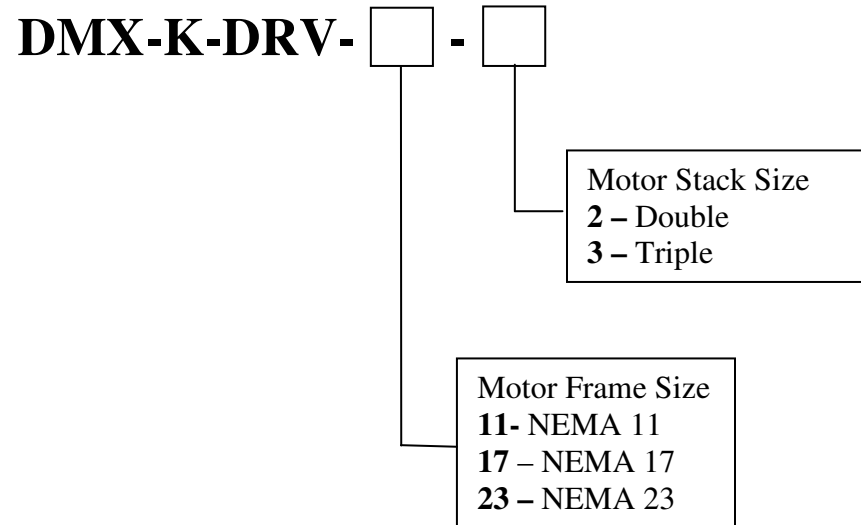 DMX-K-DRV- -
Motor Stack Size
2 – Double
3 – Triple
Motor Frame Size
11- NEMA 11
17 – NEMA 17
23 – NEMA 23